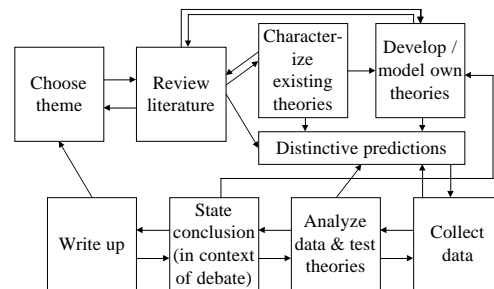 Choose
theme
Review
literature
Character-
ize
existing
theories
Develop /
model own
theories
Distinctive predictions
Write up
State
conclusion
(in context
of debate)
Analyze
data & test
theories
Collect
data